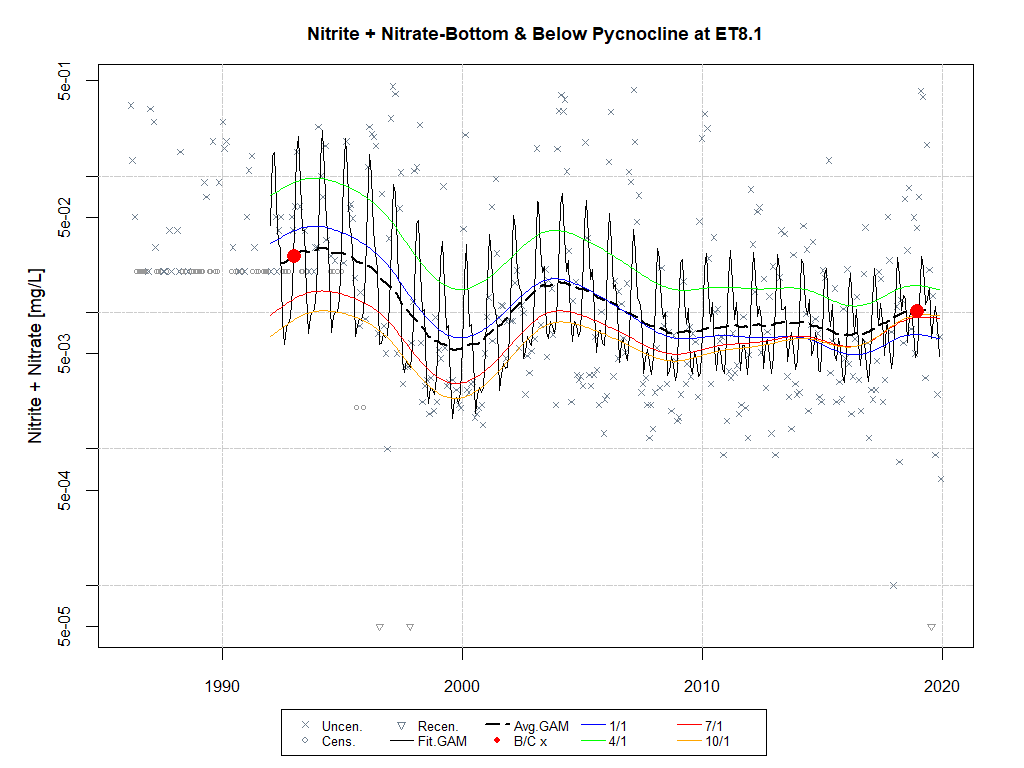 Nitrite + Nitrate-Bottom & Below Pycnocline at ET8.1
Nitrite + Nitrate [mg/L]
5e-01
5e-02
5e-03
5e-04
5e-05
1990 2000 2010 2020
Uncen. Recen. Avg.GAM 1/1 7/1
Cens. Fit.GAM B/C x 4/1 10/1